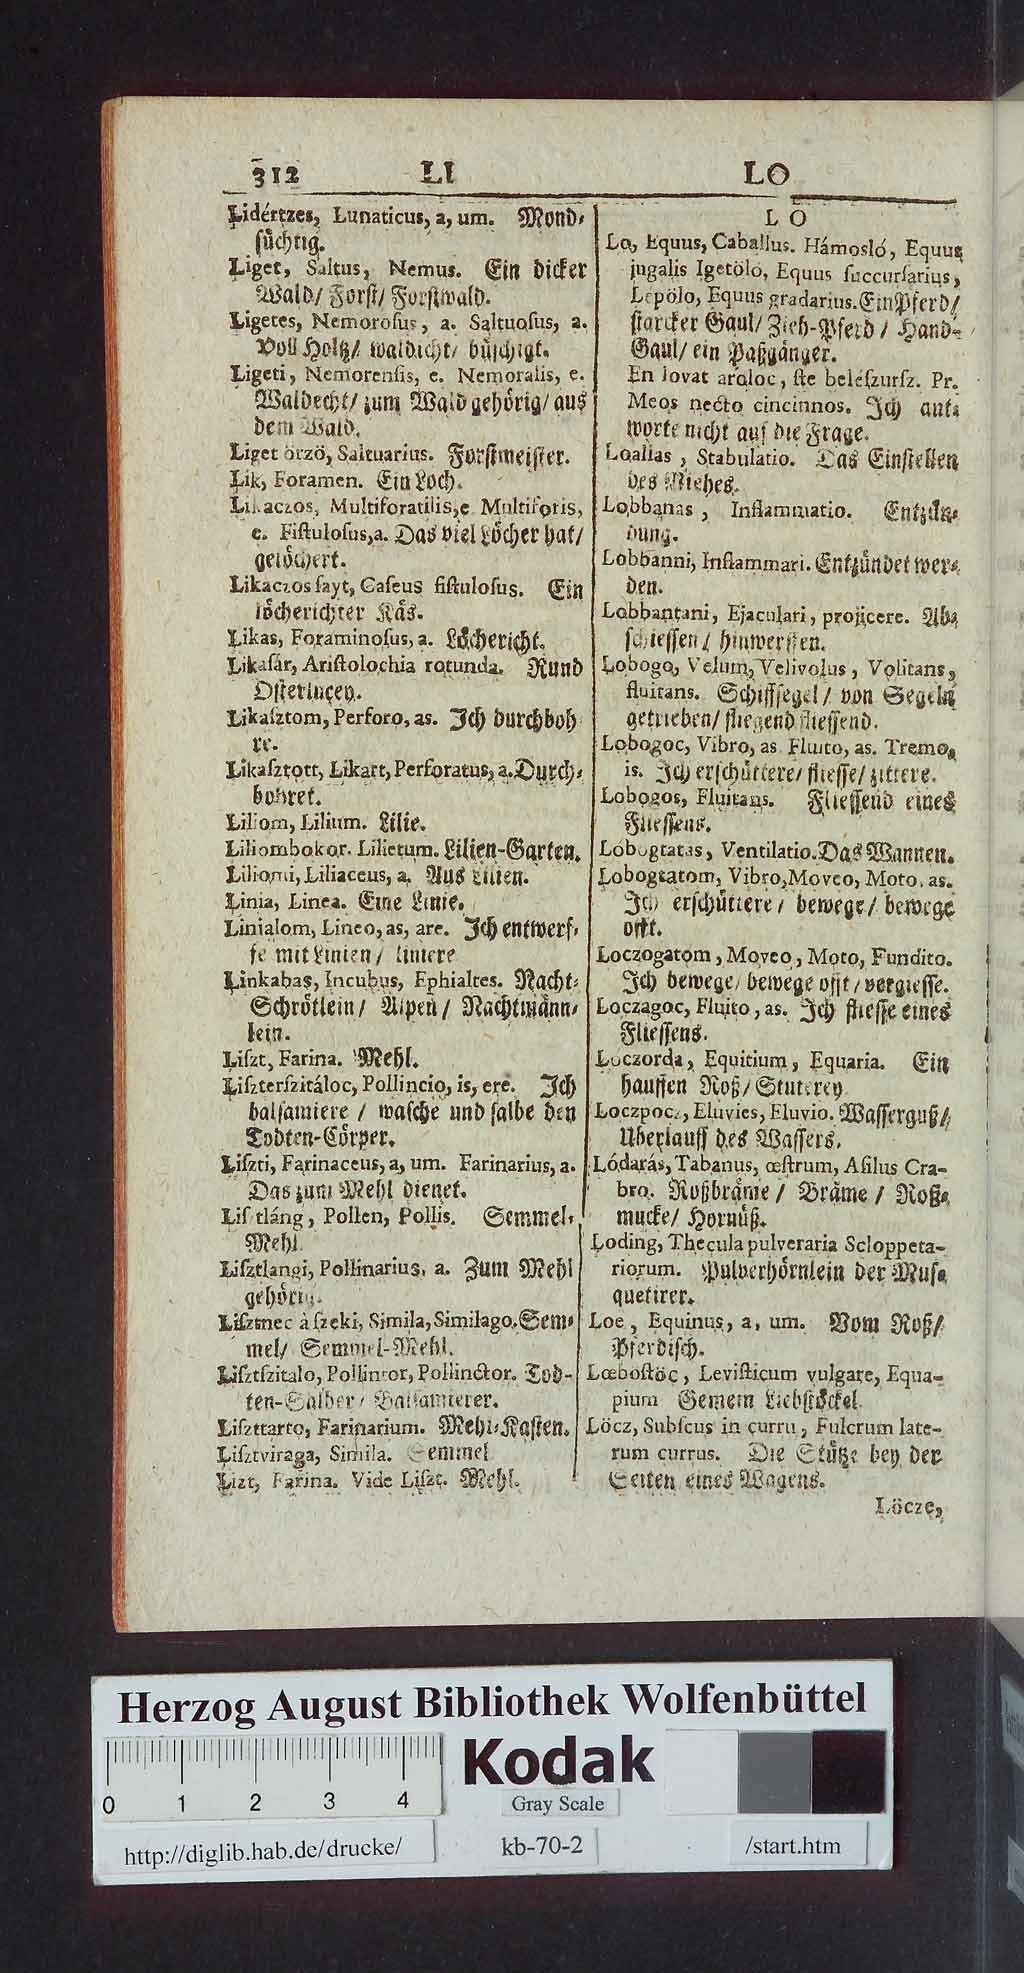 312 LI LO
Lidértzes, Lunaticus, a, um. Mond-
süchtig.
Liget, Saltus, Nemus. Ein dicker
Wald/ Forst/ Forstwald.
Ligetes, Nemorosus, a. Saltuosus, a.
Voll Holtz/ waldicht/ büschigt.
Ligeti, Nemorensis, e. Nemoralis, e.
Waldecht/ zum Wald gehörig/ aus
dem Wald.
Liget örzö, Saltuarius. Forstmeister.
Lik, Foramen. Ein Loch.
Likaczos, Multiforatilis, e. Multiforis,
e. Fistulosus, a. Das viel Löcher hat/
gelöchert.
Likaczos sayt, Caseus fistulosus. Ein
löcherichter Käs.
Likas, Foraminosus, a. Löchericht.
Likasár, Aristolochia rotunda. Rund
Osterlucey.
Likasztom, Perforo, as. Ich durchboh
re.
Likasztott, Likatt, Perforatus, a. Durch-
bohret.
Liliom, Lilium. Lilie.
Liliombokor. Lilietum. Lilien-Garten.
Liliomi, Liliaceus, a. Aus Lilien.
Linia, Linea. Eine Linie.
Linialom, Lineo, as, are. Ich entwerf-
fe mit Linien/ liniere
Linkabas, Incubus, Ephialtes. Nacht-
Schrötlein/ Alpen/ Nachtmänn-
lein.
Liszt, Farina. Mehl.
Liszterszitáloc, Pollincio, is, ere. Ich
balsamiere / wasche und salbe den
Todten-Cörper.
Liszti, Farinaceus, a, um. Farinarius, a.
Das zum Mehl dienet.
Lisztláng, Pollen, Pollis. Semmel-
Mehl
Lisztlangi, Pollinarius, a. Zum Mehl
gehörig.
Lisztnec à szeki, Simila, Similago. Sem-
mel/ Semmel-Mehl.
Lisztszitalo, Pollintor, Pollinctor. Tod-
ten-Salber/ Balsamierer.
Liszttarto, Farinarium. Mehl-Kasten.
Lisztviraga, Simila. Semmel
Lizt, Farina. Vide Liszt. Mehl.
LO
Lo, Equus, Caballus. Hámosló, Equus
jugalis Igetölo, Equus succursarius,
Lepölo, Equus gradarius. Ein Pferd/
starcker Gaul/ Zieh-Pferd / Hand-
Gaul/ ein Paßgänger.
En lovat aroloc, ste beleszursz. Pr.
Meos necto cincinnos. Ich ant-
worte nicht auf die Frage.
Loallas, Stabulatio. Das Einstellen
des Viehes.
Lobbanas, Inflammatio. Entzün-
dung.
Lobbanni, Inflammari. Entzündet wer-
den.
Lobbantani, Ejaculari, projicere. Ab-
schiessen/ hinwerffen.
Lobogo, Velum, Velivolus, Volitans,
fluitans. Schiffsegel/ von Segeln
getrieben/ fliegend fliessend.
Lobogoc, Vibro, as. Fluito, as. Tremo,
is. Ich erschüttere/ fliesse/ zittere.
Lobogos, Fluitans. Fliessend eines
Fliessens.
Lobogtatas, Ventilatio. Das Wannen.
Lobogtatom, Vibro, Moveo, Moto, as.
Ich erschüttere/ bewege/ bewege
offt.
Loczogatom, Moveo, Moto, Fundito.
Ich bewege/ bewege offt/ vergiesse.
Loczagoc, Fluito, as. Ich fliesse eines
Fliessens.
Loczorda, Equitium, Equaria. Ein
hauffen Roß/ Stuterey
Loczpocz, Eluvies, Eluvio. Wasserguß/
Uberlauff des Wassers.
Lódarás, Tabanus, œstrum, Asilus Cra-
bro. Roßbräme / Bräme / Roß-
mucke/ Hornüß.
Loding, Thecula pulveraria Scloppeta-
riorum. Pulverhörnlein der Mus-
quetirer.
Loe, Equinus, a, um. Vom Roß/
Pferdisch.
Lœbostöc, Levisticum vulgare, Equa-
pium Gemein Liebstöckel.
Löcz, Subscus in curru, Fulcrum late-
rum currus. Die Stütze bey der
Seiten eines Wagens.
Löcze,
Herzog August Bibliothek Wolfenbüttel
Kodak
Gray Scale
0 1 2 3 4
http://diglib.hab.de/drucke/ kb-70-2 /start.htm